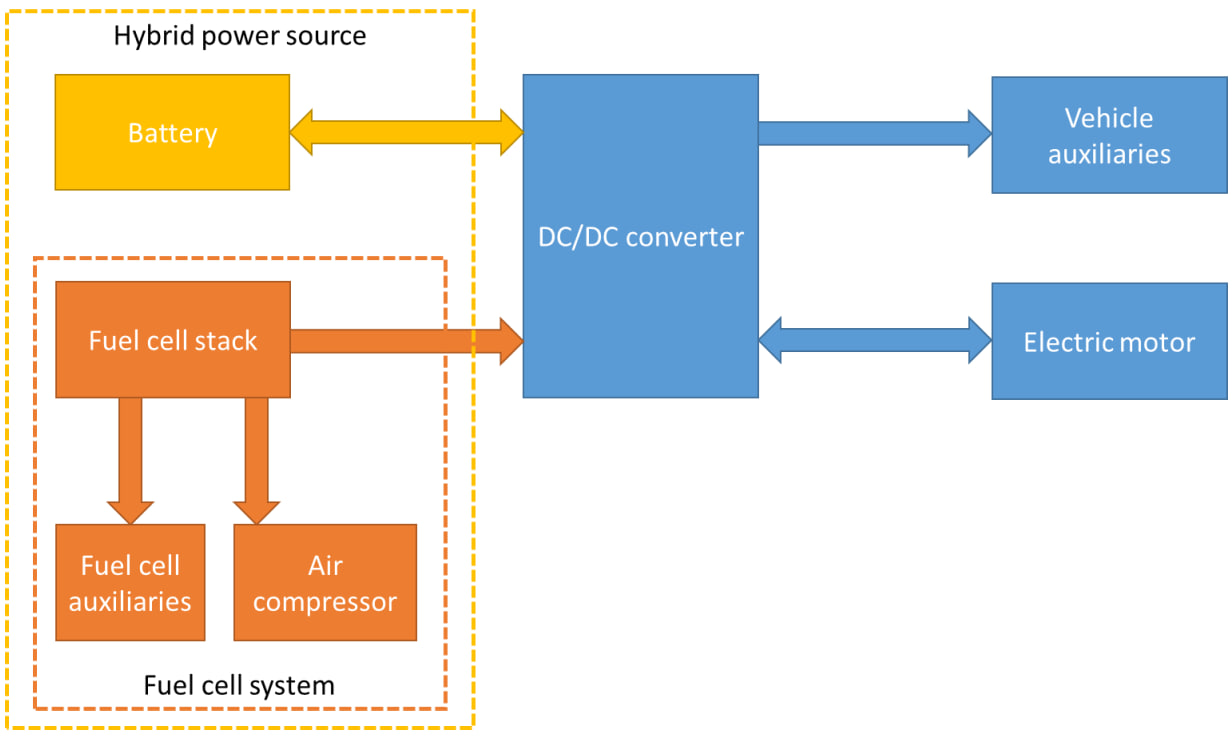 Hybrid power source
Battery
DC/DC converter
Vehicle
auxiliaries
Fuel cell stack
Electric motor
Fuel cell
auxiliaries
Air
compressor
Fuel cell system